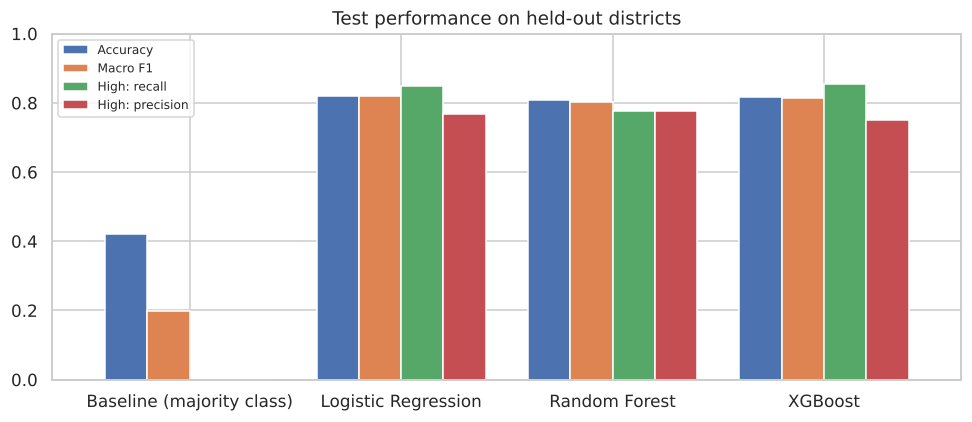 Test performance on held-out districts
1.0
0.8
0.6
0.4
0.2
0.0
Accuracy
Macro F1
High: recall
High: precision
Baseline (majority class) Logistic Regression Random Forest XGBoost